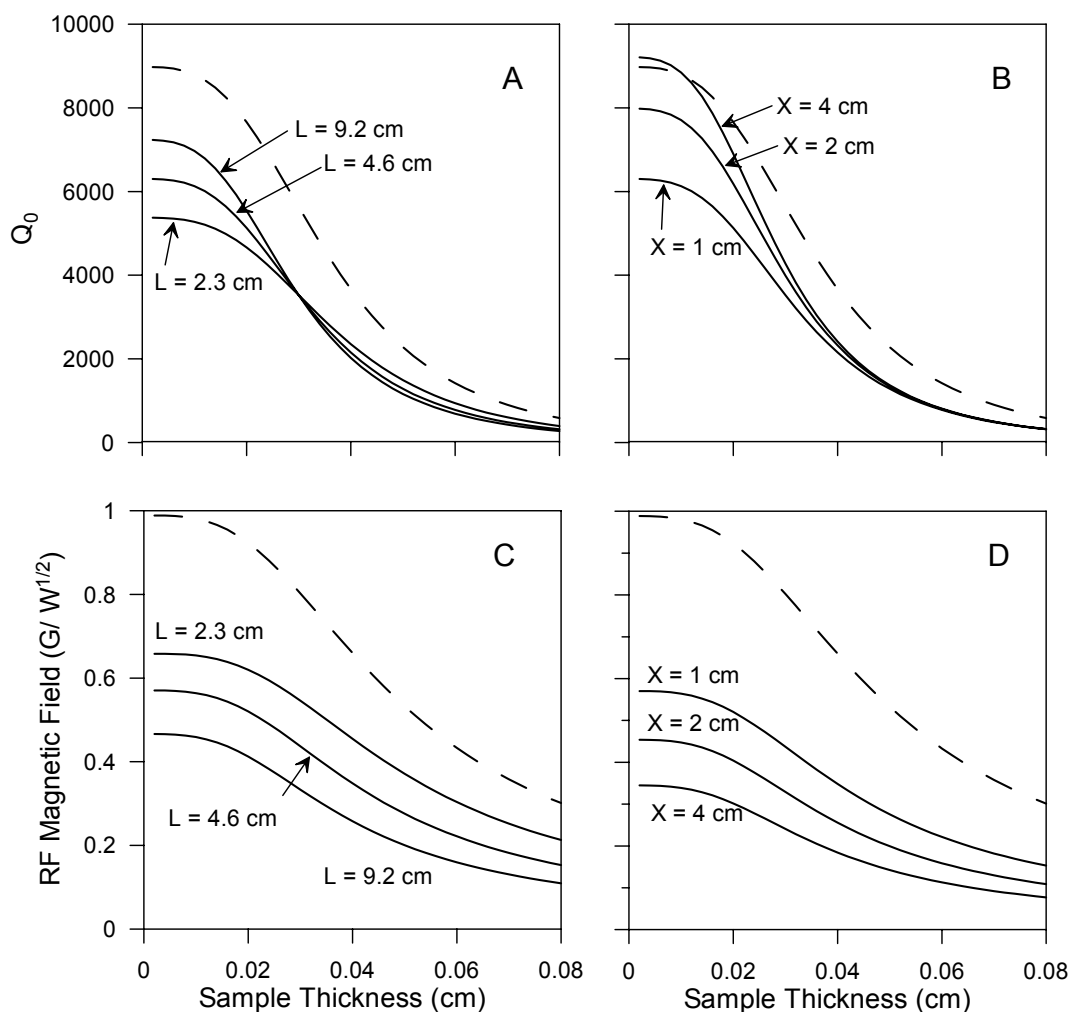 10000
8000
6000
4000
2000
0
Q₀
A
L = 9.2 cm
L = 4.6 cm
L = 2.3 cm
B
X = 4 cm
X = 2 cm
X = 1 cm
1
0.8
0.6
0.4
0.2
0
RF Magnetic Field (G/ W^1/2)
C
L = 2.3 cm
L = 4.6 cm
L = 9.2 cm
0 0.02 0.04 0.06 0.08
Sample Thickness (cm)
D
X = 1 cm
X = 2 cm
X = 4 cm
0 0.02 0.04 0.06 0.08
Sample Thickness (cm)